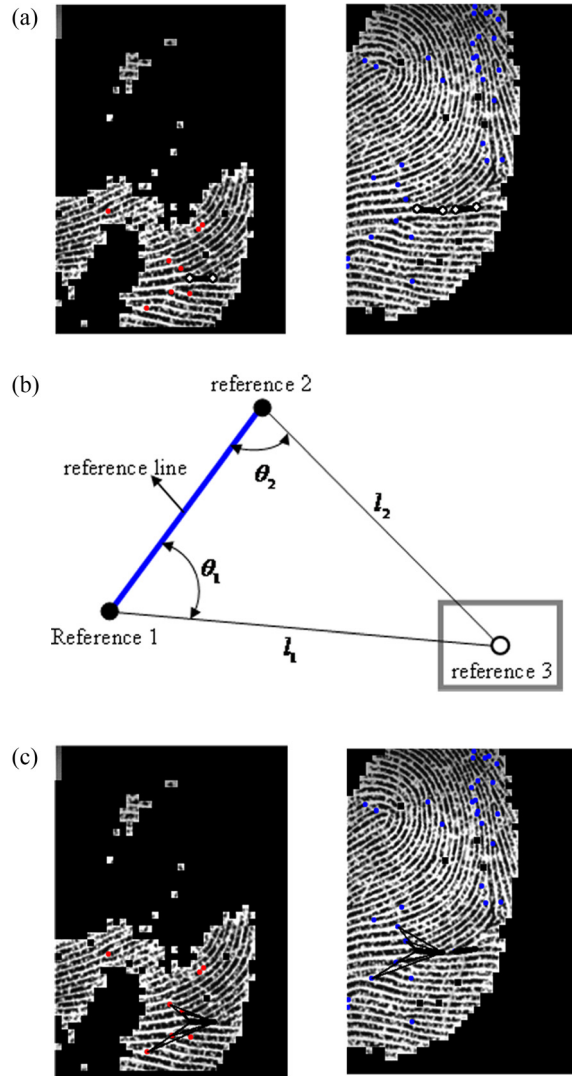 (a)
(b)
reference 2
reference line
θ₂
l₂
θ₁
Reference 1
l₁
reference 3
(c)